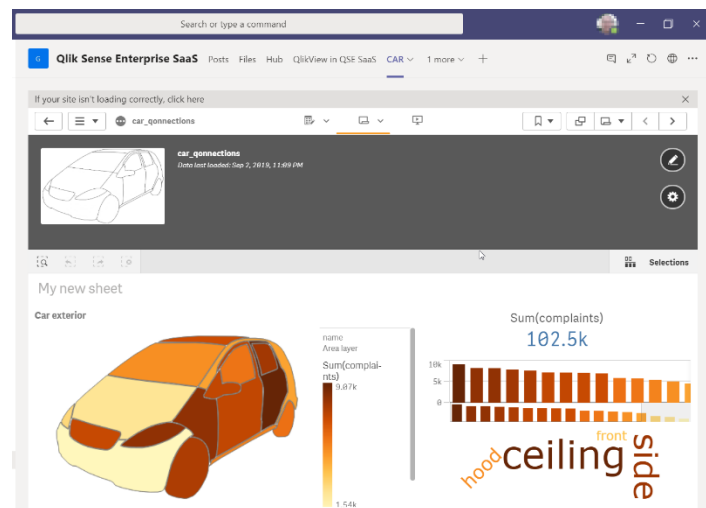 Search or type a command
G
Qlik Sense Enterprise SaaS Posts Files Hub QlikView in QSE SaaS CAR 1 more
If your site isn't loading correctly, click here
car_qonnections
car_qonnections
Data last loaded: Sep 2, 2019, 11:09 PM
Selections
My new sheet
Car exterior
name
Area layer
Sum(complai-
nts)
9.07k
1.54k
Sum(complaints)
102.5k
10k
5k
0
hood
ceiling
front
side